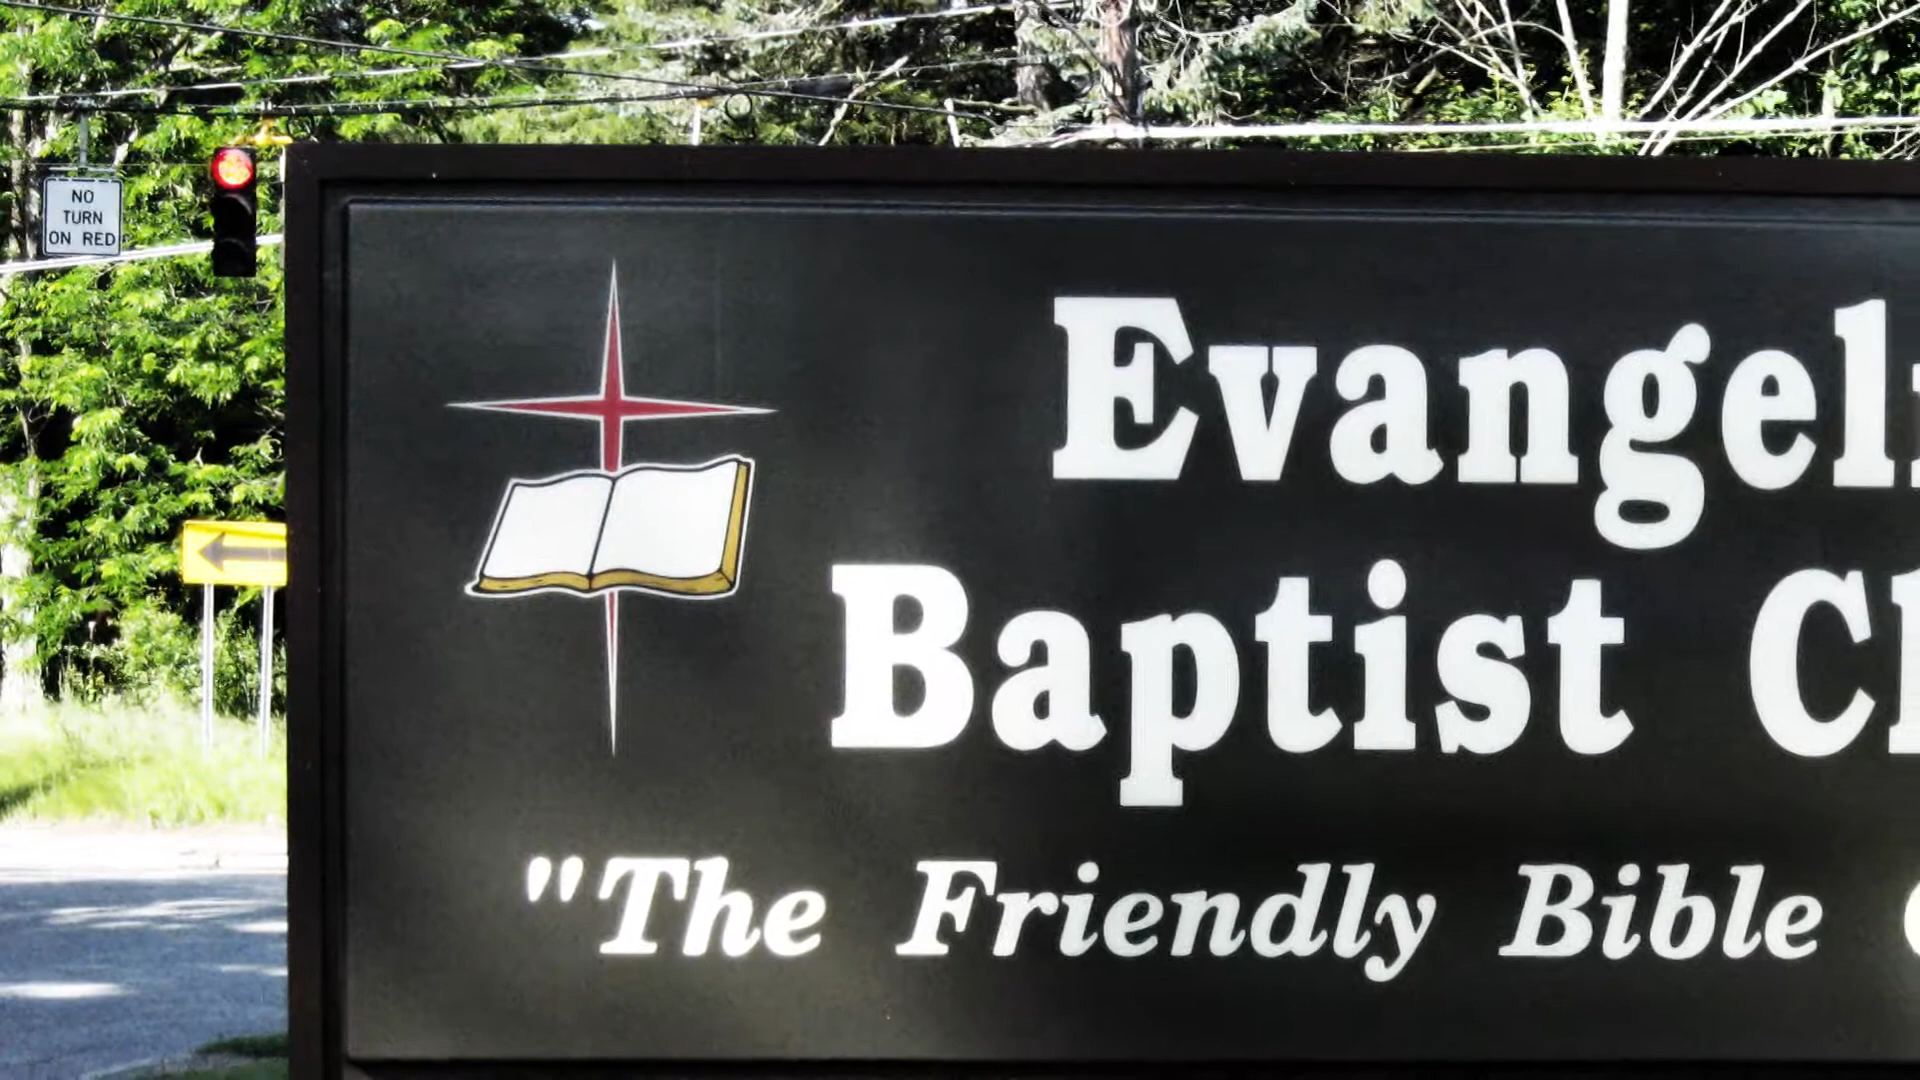 NO
TURN
ON RED
Evangel
Baptist C
"The Friendly Bible